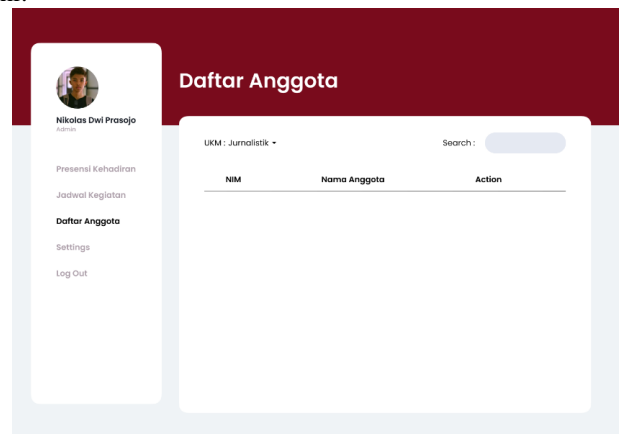 Daftar Anggota
Nikolas Dwi Prasojo
Admin
Presensi Kehadiran
Jadwal Kegiatan
Daftar Anggota
Settings
Log Out
UKM : Jurnalistik
Search :
NIM Nama Anggota Action